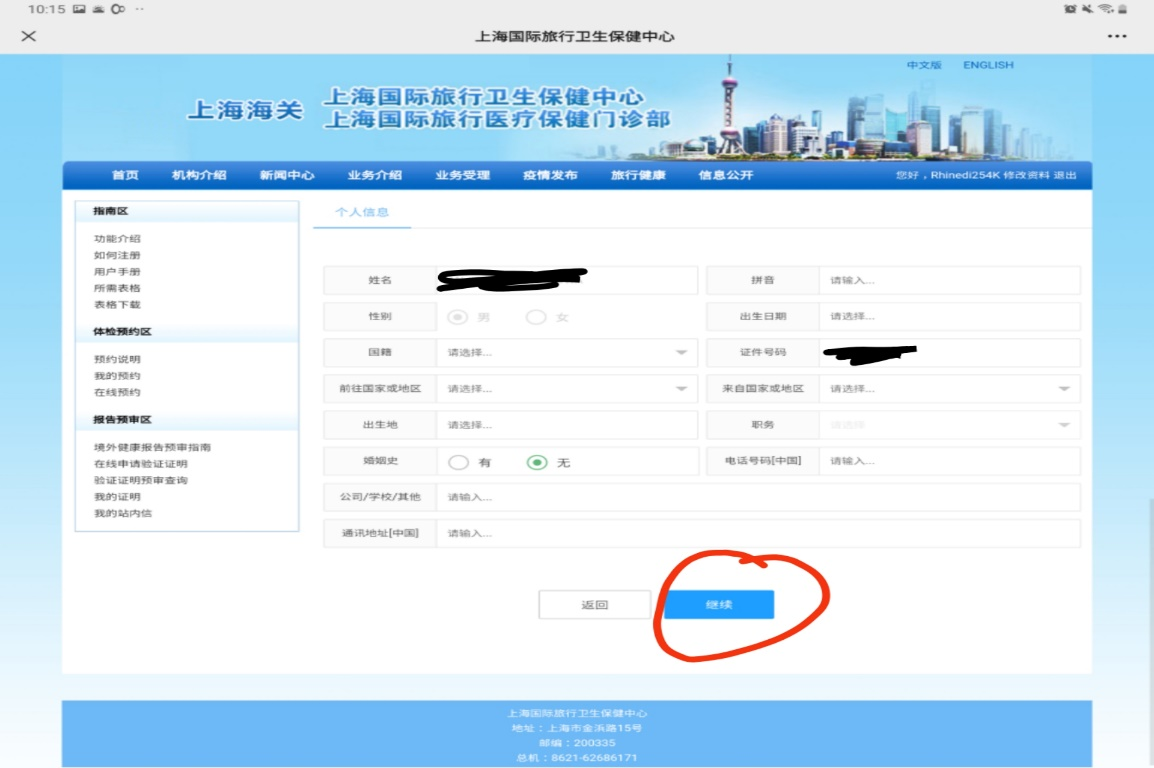 10:15
上海国际旅行卫生保健中心
中文版 ENGLISH
上海海关
上海国际旅行卫生保健中心
上海国际旅行医疗保健门诊部
首页 机构介绍 新闻中心 业务介绍 业务受理 疫情发布 旅行健康 信息公开 您好，Rhinedi254K 修改资料 退出
指南区
功能介绍
如何注册
用户手册
所需表格
表格下载
体检预约区
预约说明
我的预约
在线预约
报告预审区
境外健康报告预审指南
在线申请验证证明
验证证明预审查询
我的证明
我的站内信
个人信息
姓名 拼音 请输入...
性别 男 女 出生日期 请选择...
国籍 请选择... 证件号码
前往国家或地区 请选择... 来自国家或地区 请选择...
出生地 请选择... 职务 请选择
婚姻史 有 无 电话号码[中国] 请输入...
公司/学校/其他 请输入...
通讯地址[中国] 请输入...
返回 继续
上海国际旅行卫生保健中心
地址：上海市金浜路15号
邮编：200335
总机：8621-62686171